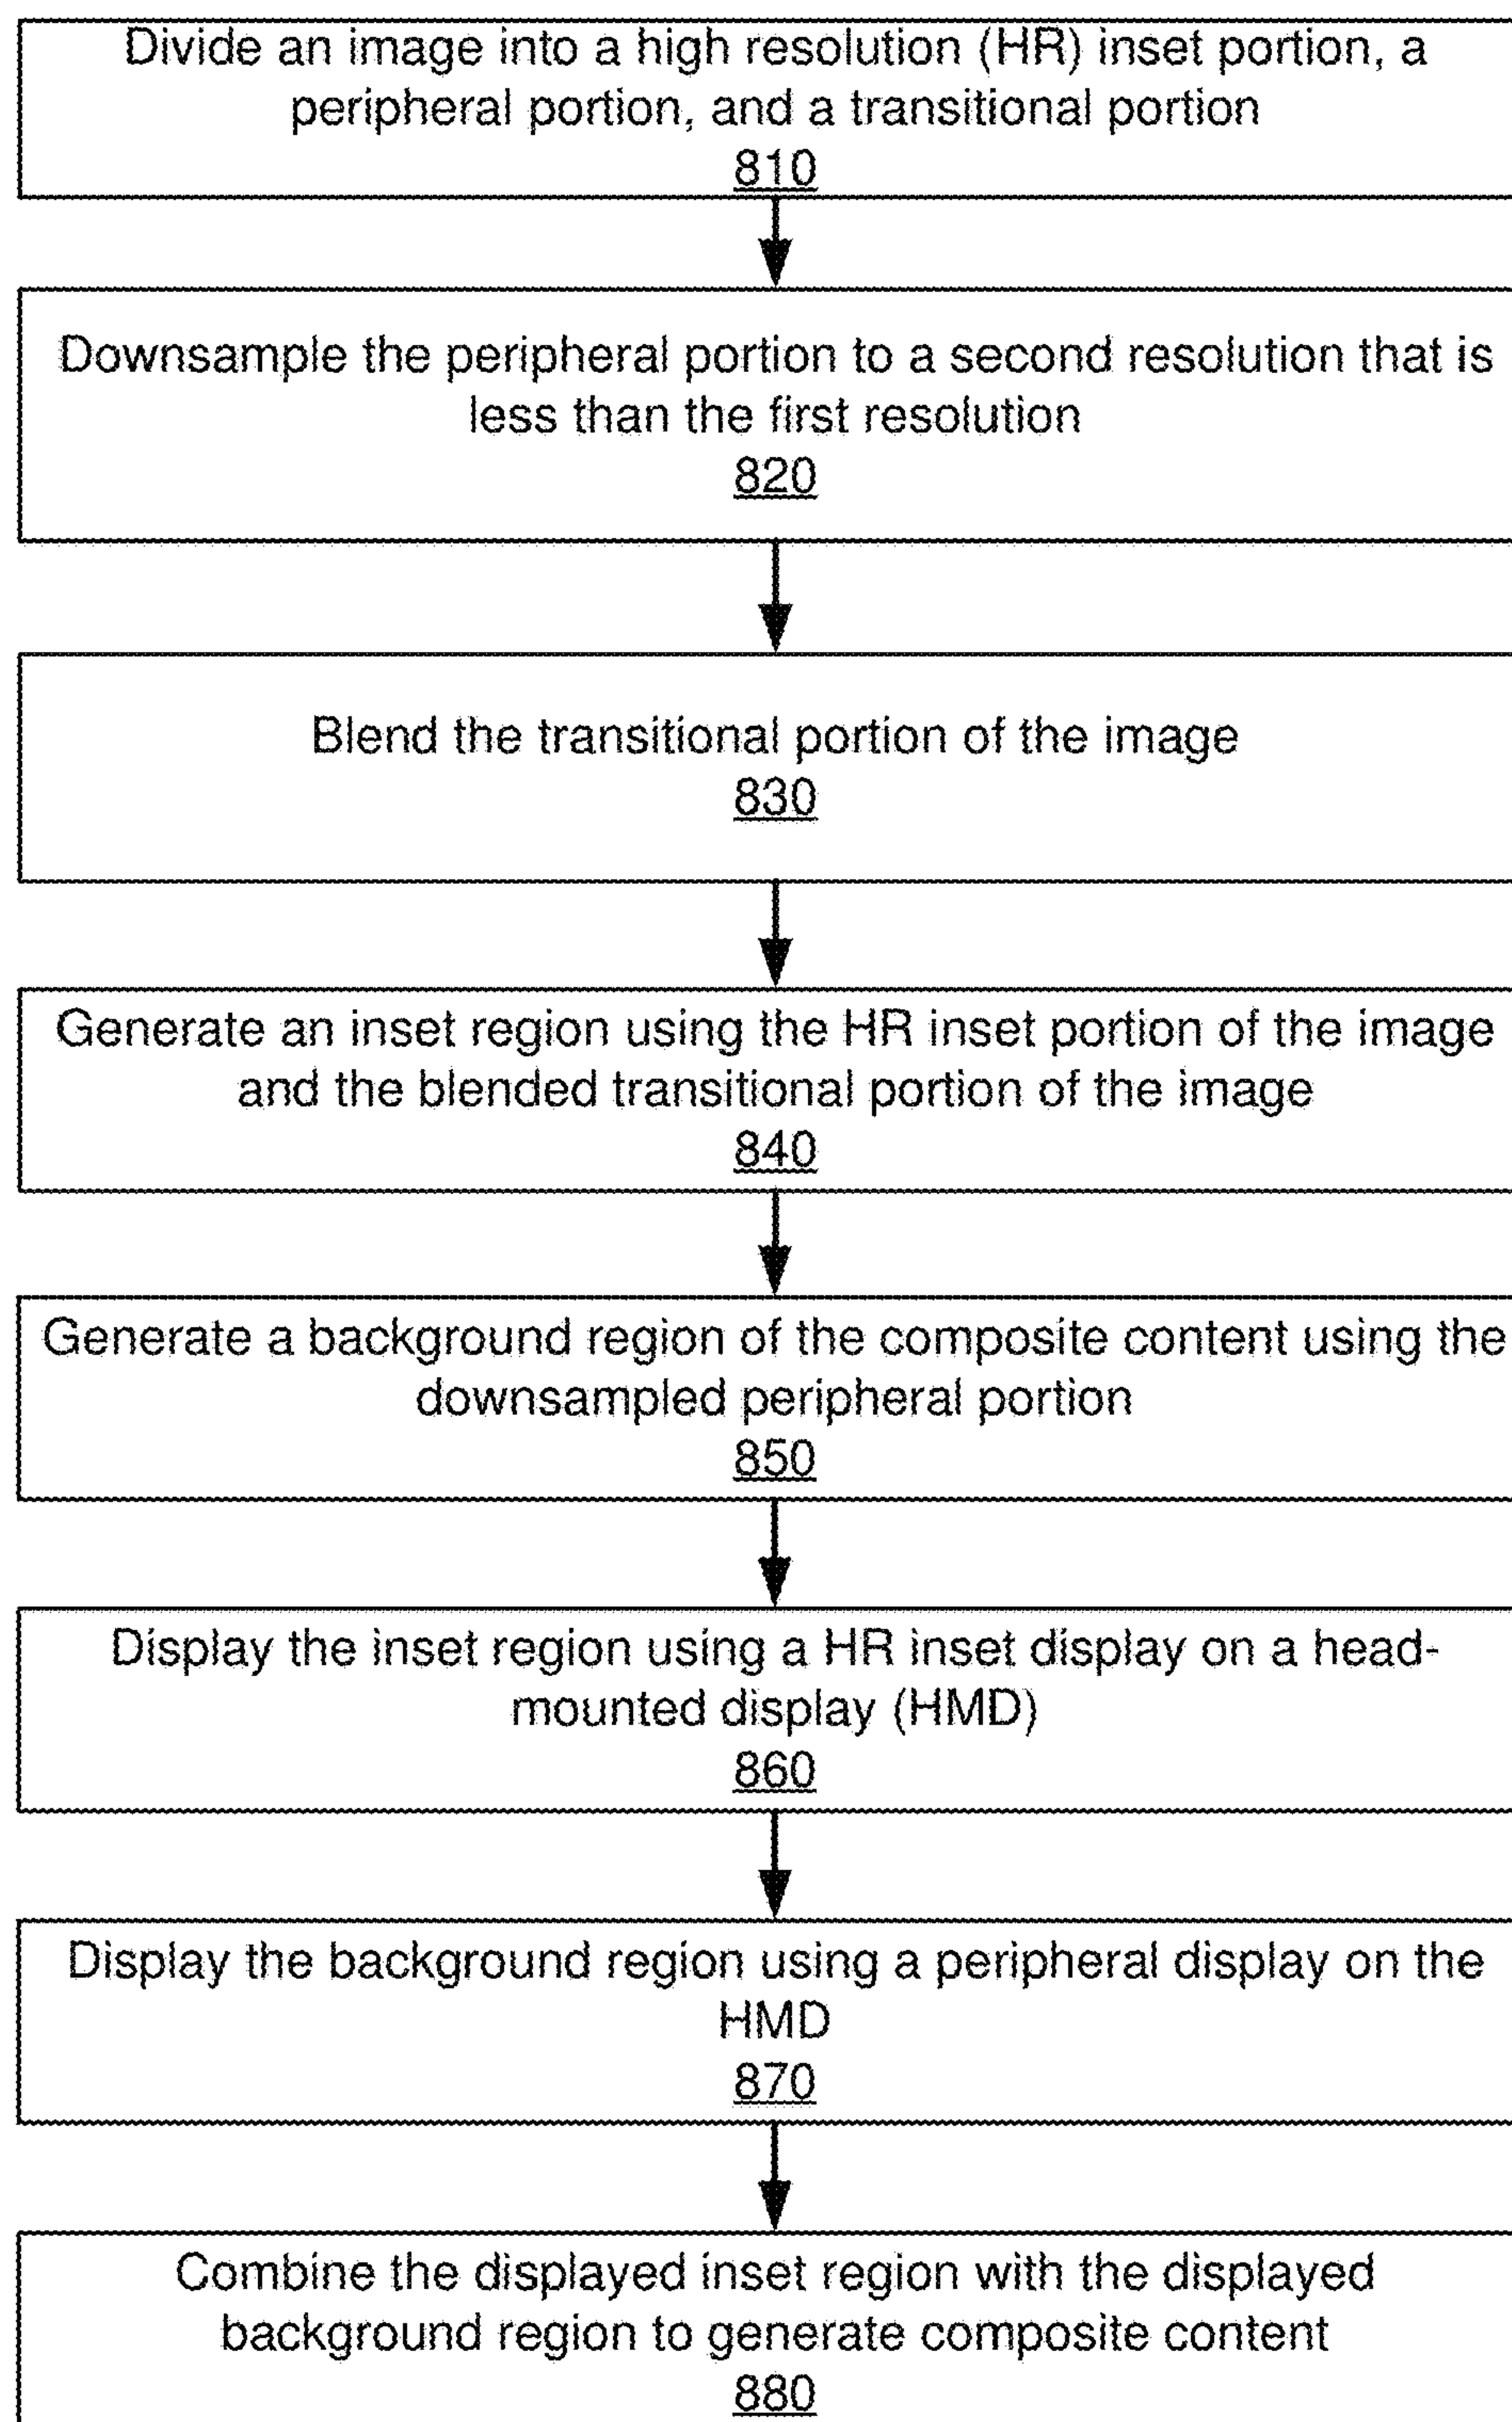 Divide an image into a high resolution (HR) inset portion, a
peripheral portion, and a transitional portion
810
Downsample the peripheral portion to a second resolution that is
less than the first resolution
820
Blend the transitional portion of the image
830
Generate an inset region using the HR inset portion of the image
and the blended transitional portion of the image
840
Generate a background region of the composite content using the
downsampled peripheral portion
850
Display the inset region using a HR inset display on a head-
mounted display (HMD)
860
Display the background region using a peripheral display on the
HMD
870
Combine the displayed inset region with the displayed
background region to generate composite content
880